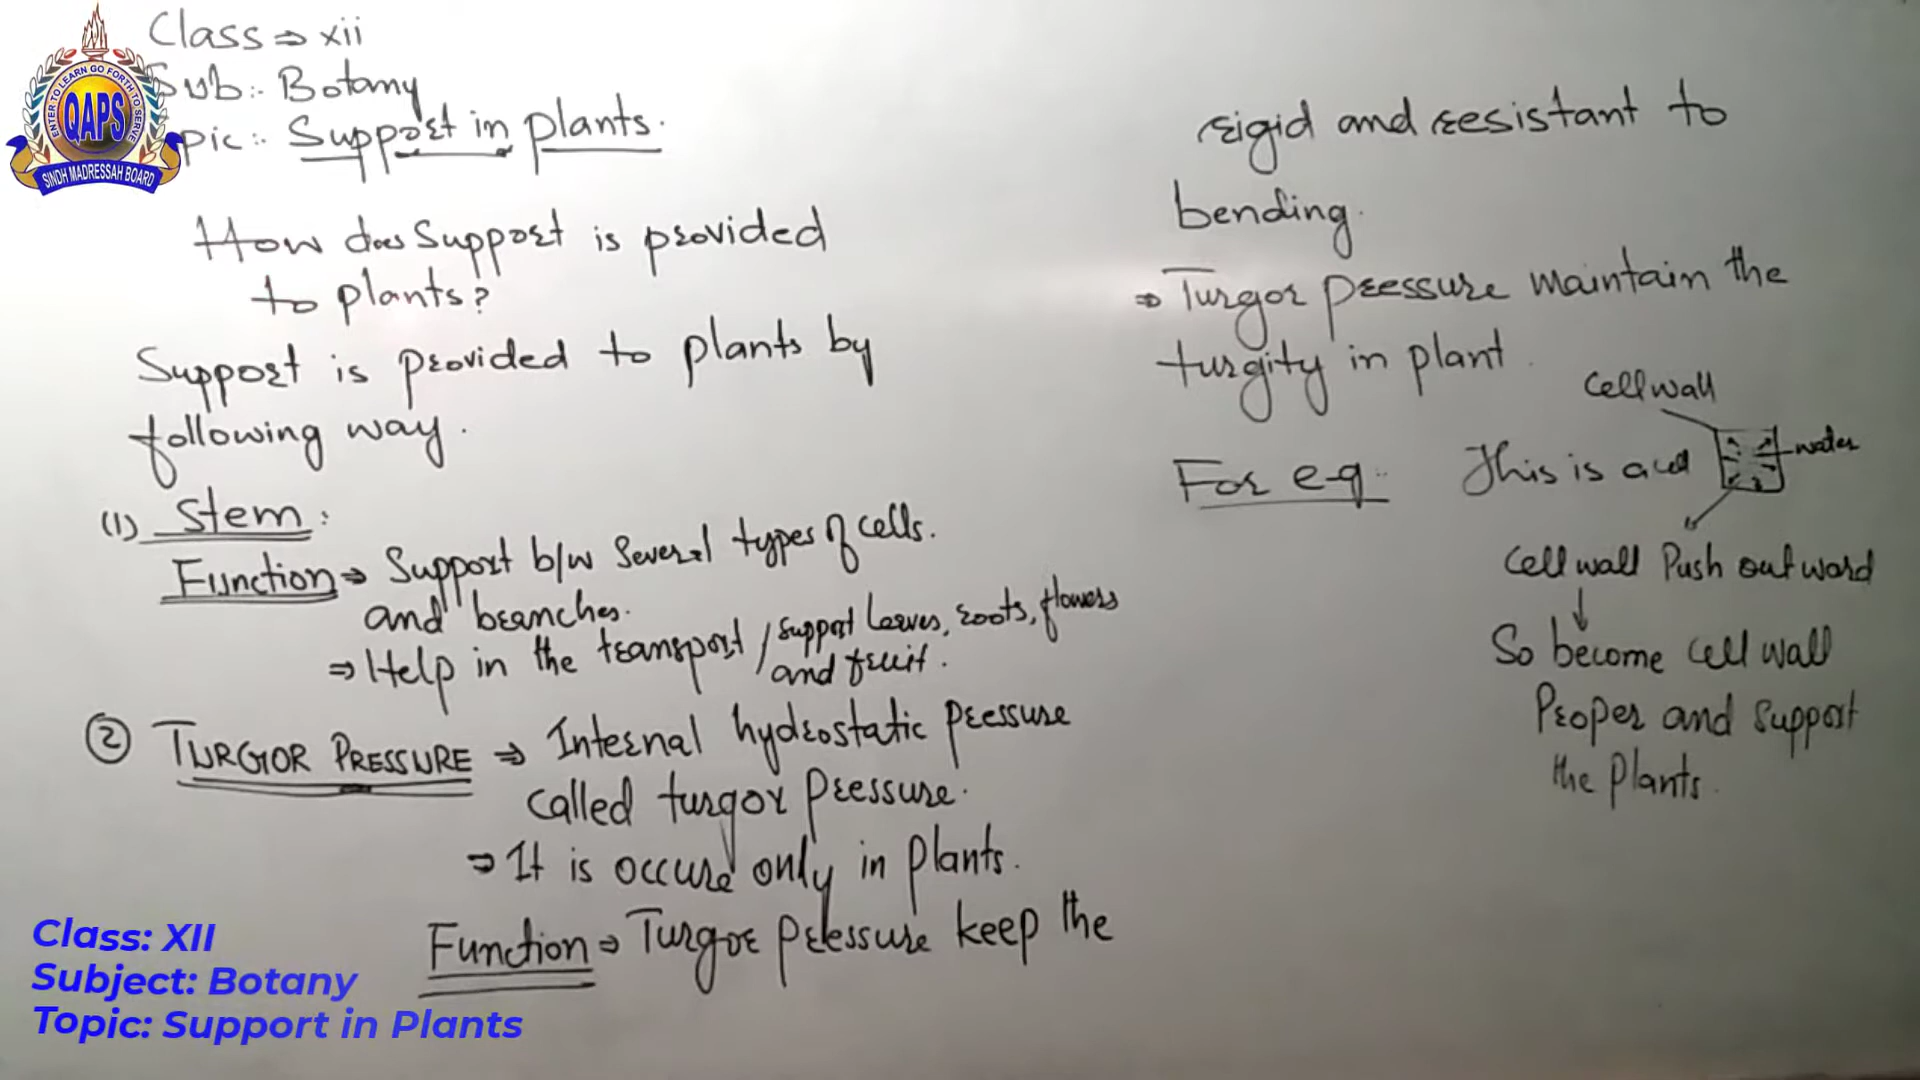 Class ⇒ xii
Sub:- Botany
pic:- Support in plants.
How does Support is provided
to plants?
Support is provided to plants by
following way.
(1) Stem:
Function ⇒ Support b/w several types of cells.
and branches.
⇒ Help in the transport / support leaves, roots, flowers
and fruit.
② TURGOR PRESSURE ⇒ Internal hydrostatic pressure
called turgor pressure.
⇒ It is occure only in plants.
Function ⇒ Turgor pressure keep the
rigid and resistant to
bending.
⇒ Turgor pressure maintain the
turgity in plant.
For e.g. This is a cell
Cell wall
water
Cell wall Push outward
↓
So become cell wall
Proper and support
the Plants.
ENTER TO LEARN GO FORTH TO SERVE
QAPS
SINDH MADRESSAH BOARD
Class: XII
Subject: Botany
Topic: Support in Plants